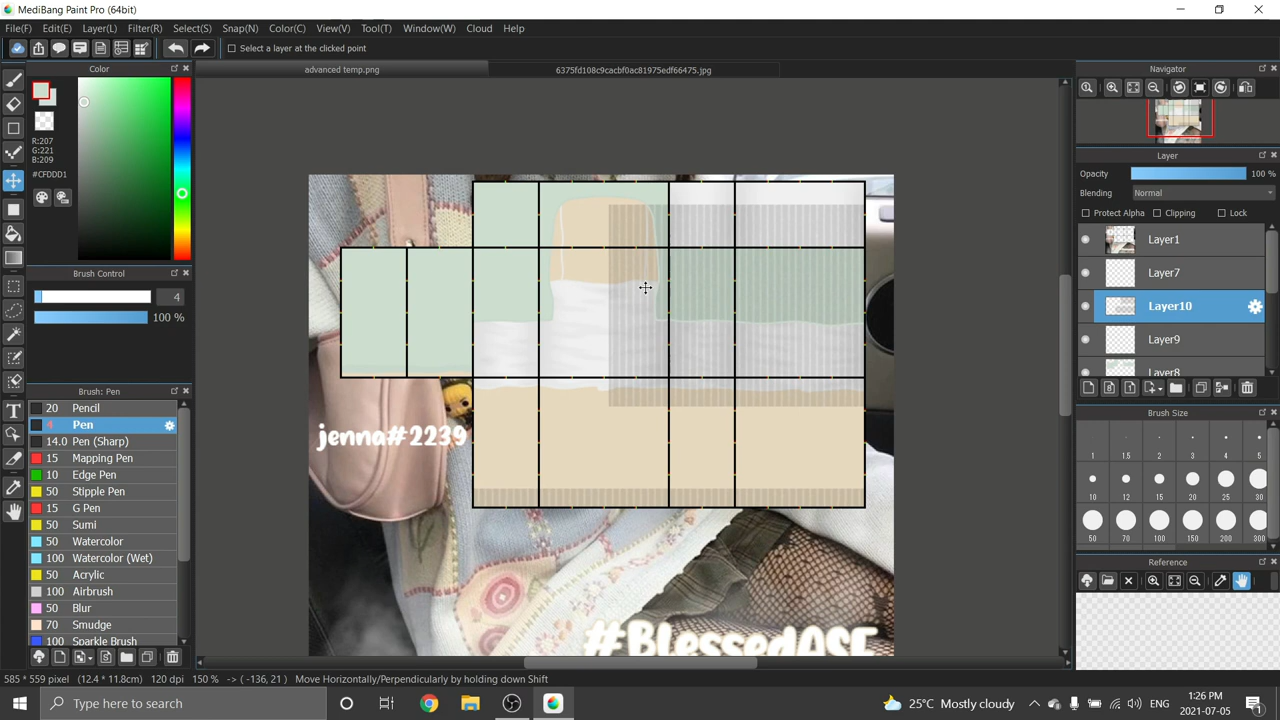 MediBang Paint Pro (64bit)
File(F) Edit(E) Layer(L) Filter(R) Select(S) Snap(N) Color(C) View(V) Tool(T) Window(W) Cloud Help
Select a layer at the clicked point
Color
advanced temp.png
6375fd108c9cacbf0ac81975edf66475.jpg
Navigator
R:207
G:221
B:209
#CFDDD1
Layer
Opacity 100 %
Blending Normal
Protect Alpha Clipping Lock
Layer1
Layer7
Layer10
Layer9
Layer8
Brush Control
4
100 %
Brush: Pen
20 Pencil
4 Pen
14.0 Pen (Sharp)
15 Mapping Pen
10 Edge Pen
50 Stipple Pen
15 G Pen
50 Sumi
50 Watercolor
100 Watercolor (Wet)
50 Acrylic
100 Airbrush
50 Blur
70 Smudge
100 Sparkle Brush
Brush Size
1 1.5 2 3 4 5
10 12 15 20 25 30
50 70 100 150 200 300
Reference
jenna#2239
#BlessedASF
585 * 559 pixel (12.4 * 11.8cm) 120 dpi 150 % -> ( -136, 21 ) Move Horizontally/Perpendicularly by holding down Shift
Type here to search
25°C Mostly cloudy
ENG
1:26 PM
2021-07-05
1